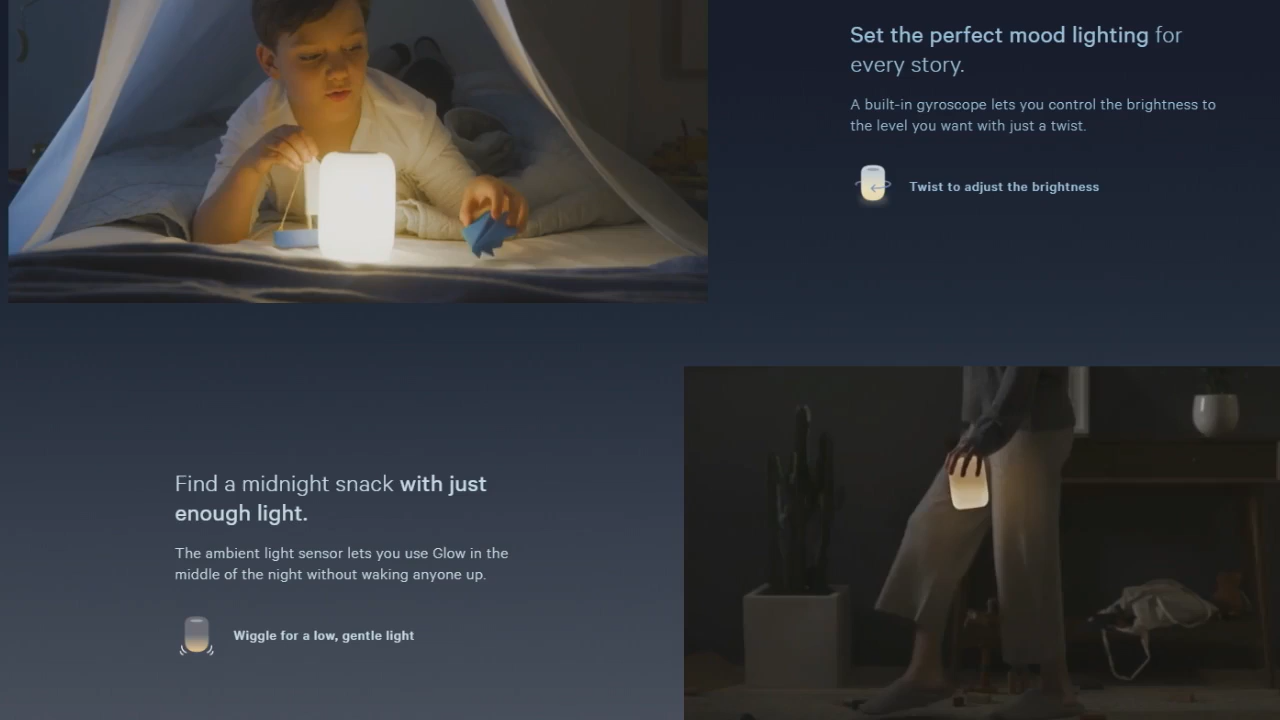 Set the perfect mood lighting for
every story.
A built-in gyroscope lets you control the brightness to
the level you want with just a twist.
Twist to adjust the brightness
Find a midnight snack with just
enough light.
The ambient light sensor lets you use Glow in the
middle of the night without waking anyone up.
Wiggle for a low, gentle light